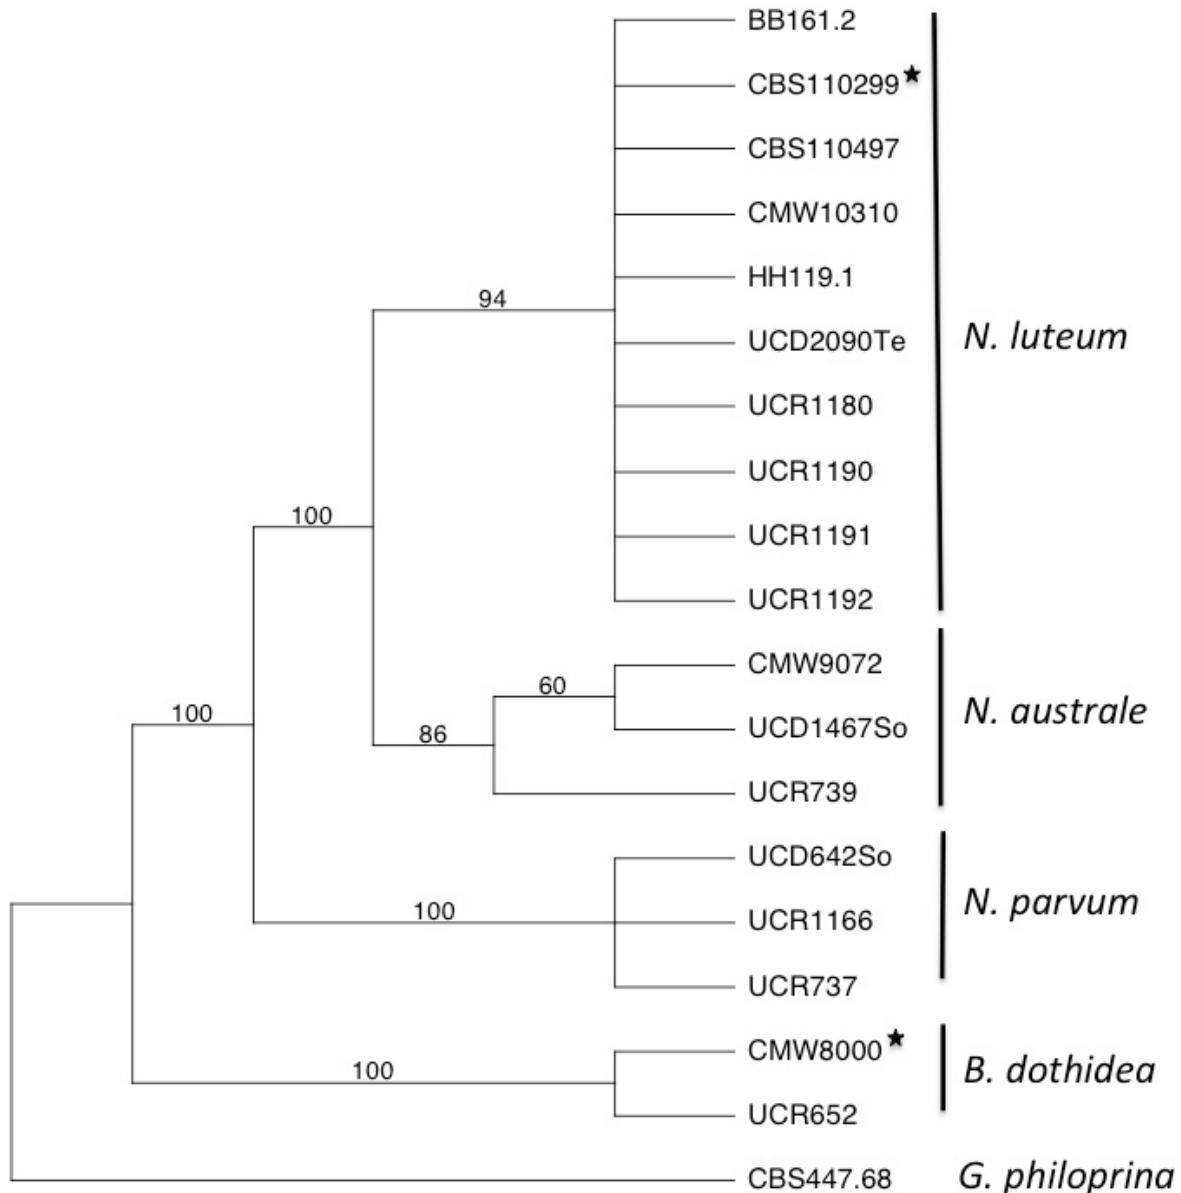 BB161.2
CBS110299★
CBS110497
CMW10310
HH119.1
94
UCD2090Te
N. luteum
UCR1180
UCR1190
100
UCR1191
UCR1192
CMW9072
60
100
UCD1467So
N. australe
86
UCR739
UCD642So
100
UCR1166
N. parvum
UCR737
CMW8000★
100
B. dothidea
UCR652
CBS447.68
G. philoprina